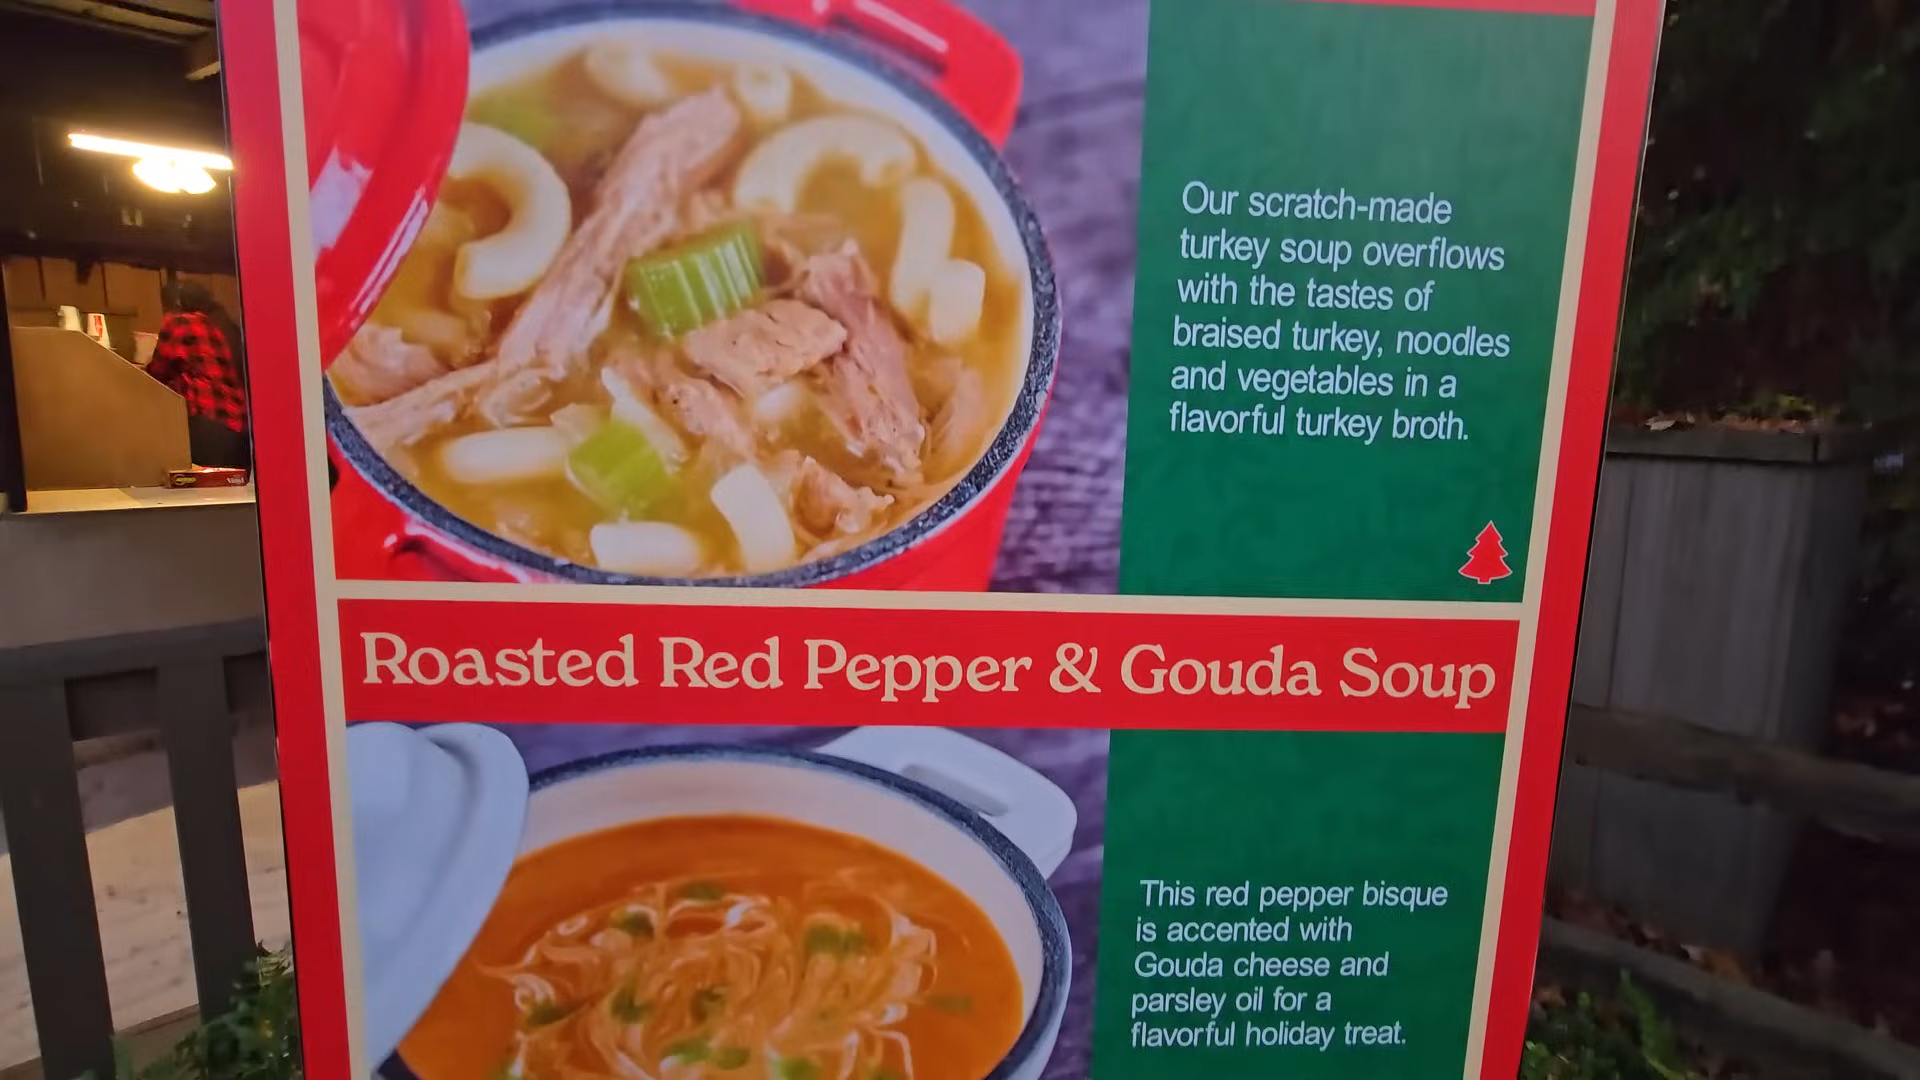 Our scratch-made
turkey soup overflows
with the tastes of
braised turkey, noodles
and vegetables in a
flavorful turkey broth.
Roasted Red Pepper & Gouda Soup
This red pepper bisque
is accented with
Gouda cheese and
parsley oil for a
flavorful holiday treat.